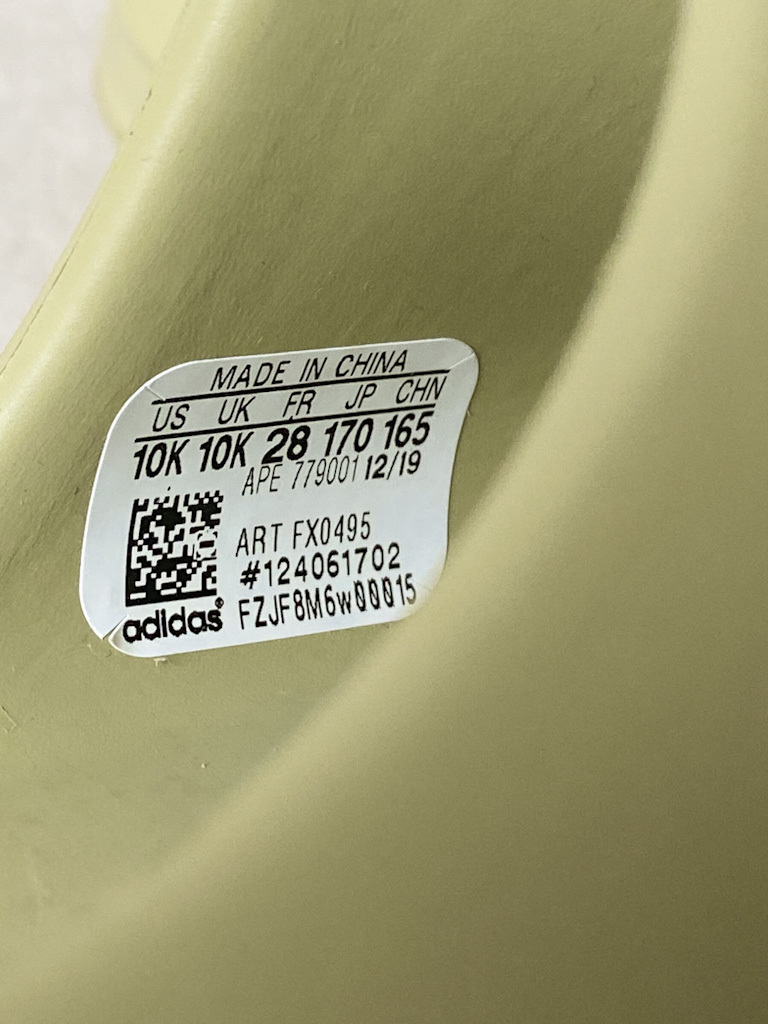 MADE IN CHINA
US UK FR JP CHN
10K 10K 28 170 165
APE 779001 12/19
ART FX0495
#124061702
FZJF8M6w00015
adidas®